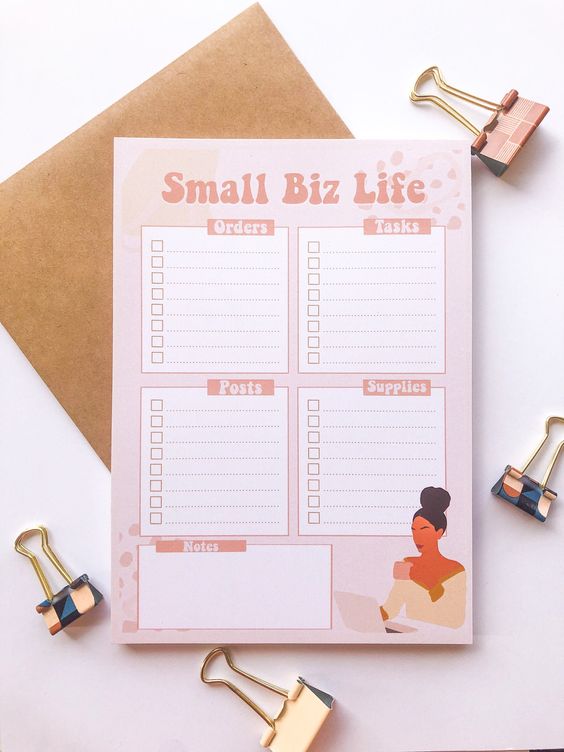 Small Biz Life
Orders
Tasks
Posts
Supplies
Notes